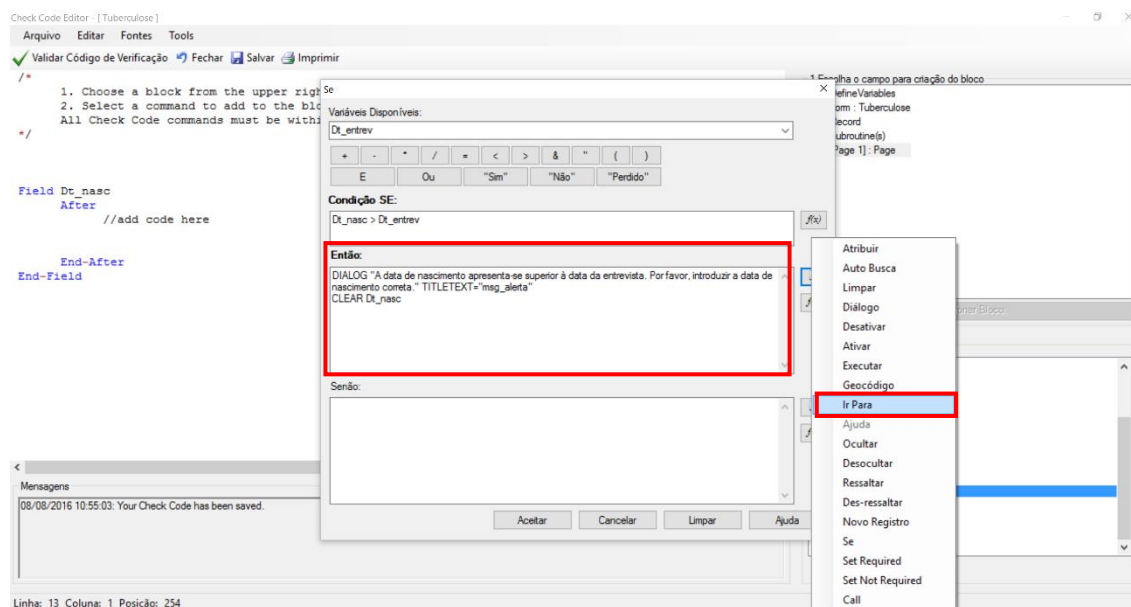 Check Code Editor - [ Tuberculose ]
Arquivo Editar Fontes Tools
Validar Código de Verificação Fechar Salvar Imprimir
/*
1. Choose a block from the upper righ
2. Select a command to add to the blo
All Check Code commands must be withi
*/
Field Dt_nasc
After
//add code here
End-After
End-Field
Se
Variáveis Disponíveis:
Dt_entrev
+ - * / = < > & " ( )
E Ou "Sim" "Não" "Perdido"
Condição SE:
Dt_nasc > Dt_entrev
f(x)
Então:
DIALOG "A data de nascimento apresenta-se superior à data da entrevista. Por favor, introduzir a data de
nascimento correta." TITLETEXT="msg_alerta"
CLEAR Dt_nasc
Senão:
Aceitar Cancelar Limpar Ajuda
1.Escolha o campo para criação do bloco
efineVariables
orm : Tuberculose
ecord
ubroutine(s)
Page 1] : Page
onar Bloco
Atribuir
Auto Busca
Limpar
Diálogo
Desativar
Ativar
Executar
Geocódigo
Ir Para
Ajuda
Ocultar
Desocultar
Ressaltar
Des-ressaltar
Novo Registro
Se
Set Required
Set Not Required
Call
Mensagens
08/08/2016 10:55:03: Your Check Code has been saved.
Linha: 13 Coluna: 1 Posição: 254